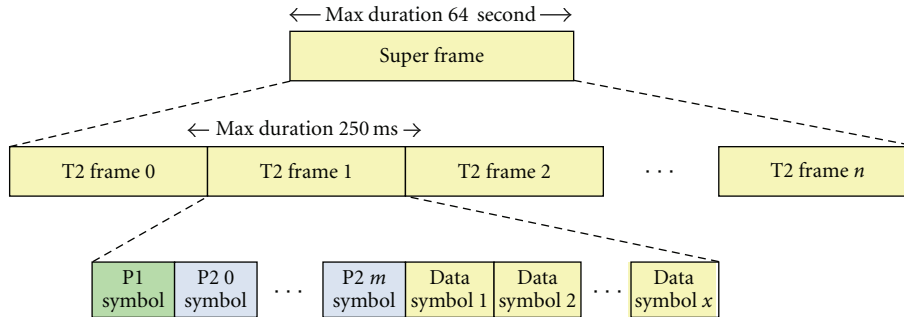 Max duration 64 second
Super frame
Max duration 250 ms
T2 frame 0
T2 frame 1
T2 frame 2
. . .
T2 frame n
P1 symbol
P2 0 symbol
. . .
P2 m symbol
Data symbol 1
Data symbol 2
. . .
Data symbol x